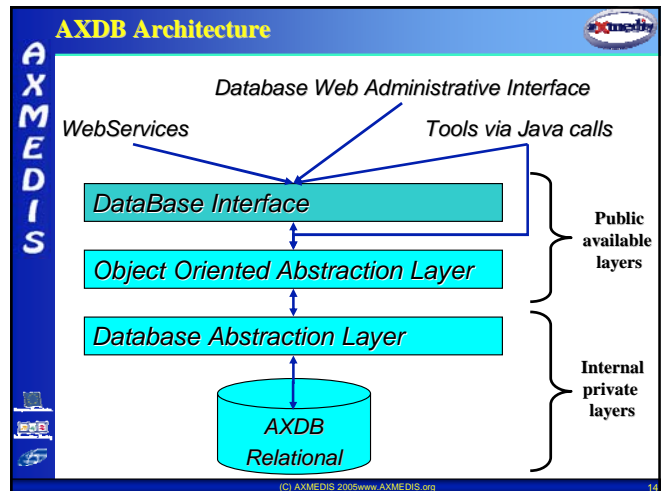 AXDB Architecture
axmedis
AXMEDIS
Database Web Administrative Interface
WebServices
Tools via Java calls
DataBase Interface
Public
available
layers
Object Oriented Abstraction Layer
Database Abstraction Layer
Internal
private
layers
AXDB
Relational
(C) AXMEDIS 2005www.AXMEDIS.org
14